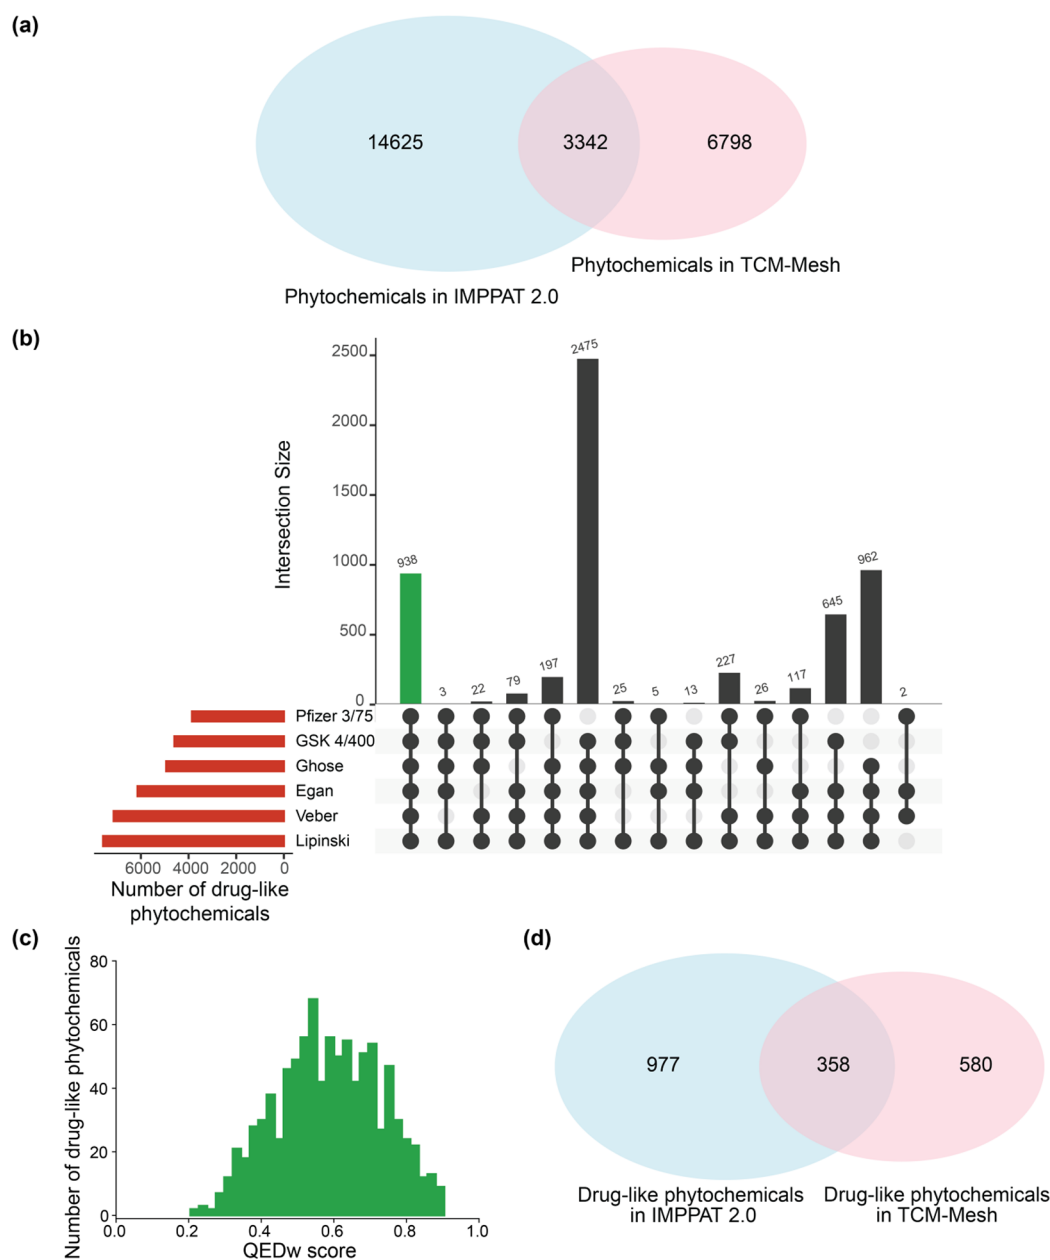 (a)
14625
3342
6798
Phytochemicals in TCM-Mesh
Phytochemicals in IMPPAT 2.0
(b)
Intersection Size
2500
2000
1500
1000
500
0
938
3
22
79
197
2475
25
5
13
227
26
117
645
962
2
Pfizer 3/75
GSK 4/400
Ghose
Egan
Veber
Lipinski
6000 4000 2000 0
Number of drug-like
phytochemicals
(c)
Number of drug-like phytochemicals
80
60
40
20
0
0.0 0.2 0.4 0.6 0.8 1.0
QEDw score
(d)
977
358
580
Drug-like phytochemicals
in IMPPAT 2.0
Drug-like phytochemicals
in TCM-Mesh